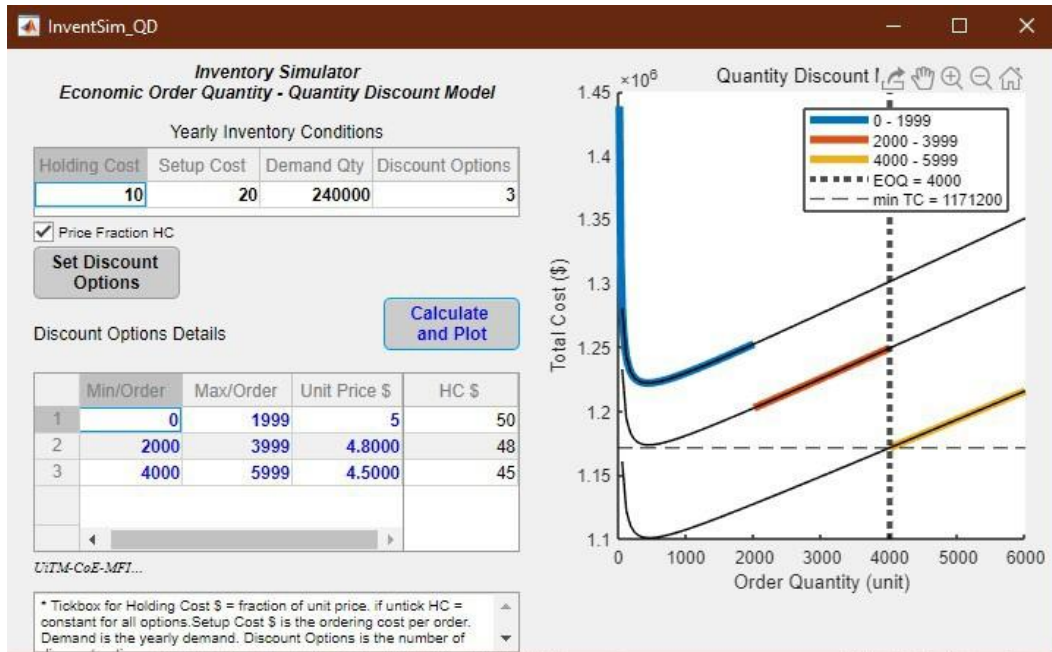 InventSim_QD
Inventory Simulator
Economic Order Quantity - Quantity Discount Model
Yearly Inventory Conditions
Holding Cost Setup Cost Demand Qty Discount Options
10 20 240000 3
Price Fraction HC
Set Discount
Options
Calculate
and Plot
Discount Options Details
Min/Order Max/Order Unit Price $ HC $
1 0 1999 5 50
2 2000 3999 4.8000 48
3 4000 5999 4.5000 45
UiTM-CoE-MFI...
* Tickbox for Holding Cost $ = fraction of unit price. if untick HC =
constant for all options.Setup Cost $ is the ordering cost per order.
Demand is the yearly demand. Discount Options is the number of
×10⁶
Quantity Discount
0 - 1999
2000 - 3999
4000 - 5999
EOQ = 4000
min TC = 1171200
Total Cost ($)
1.45
1.4
1.35
1.3
1.25
1.2
1.15
1.1
0 1000 2000 3000 4000 5000 6000
Order Quantity (unit)